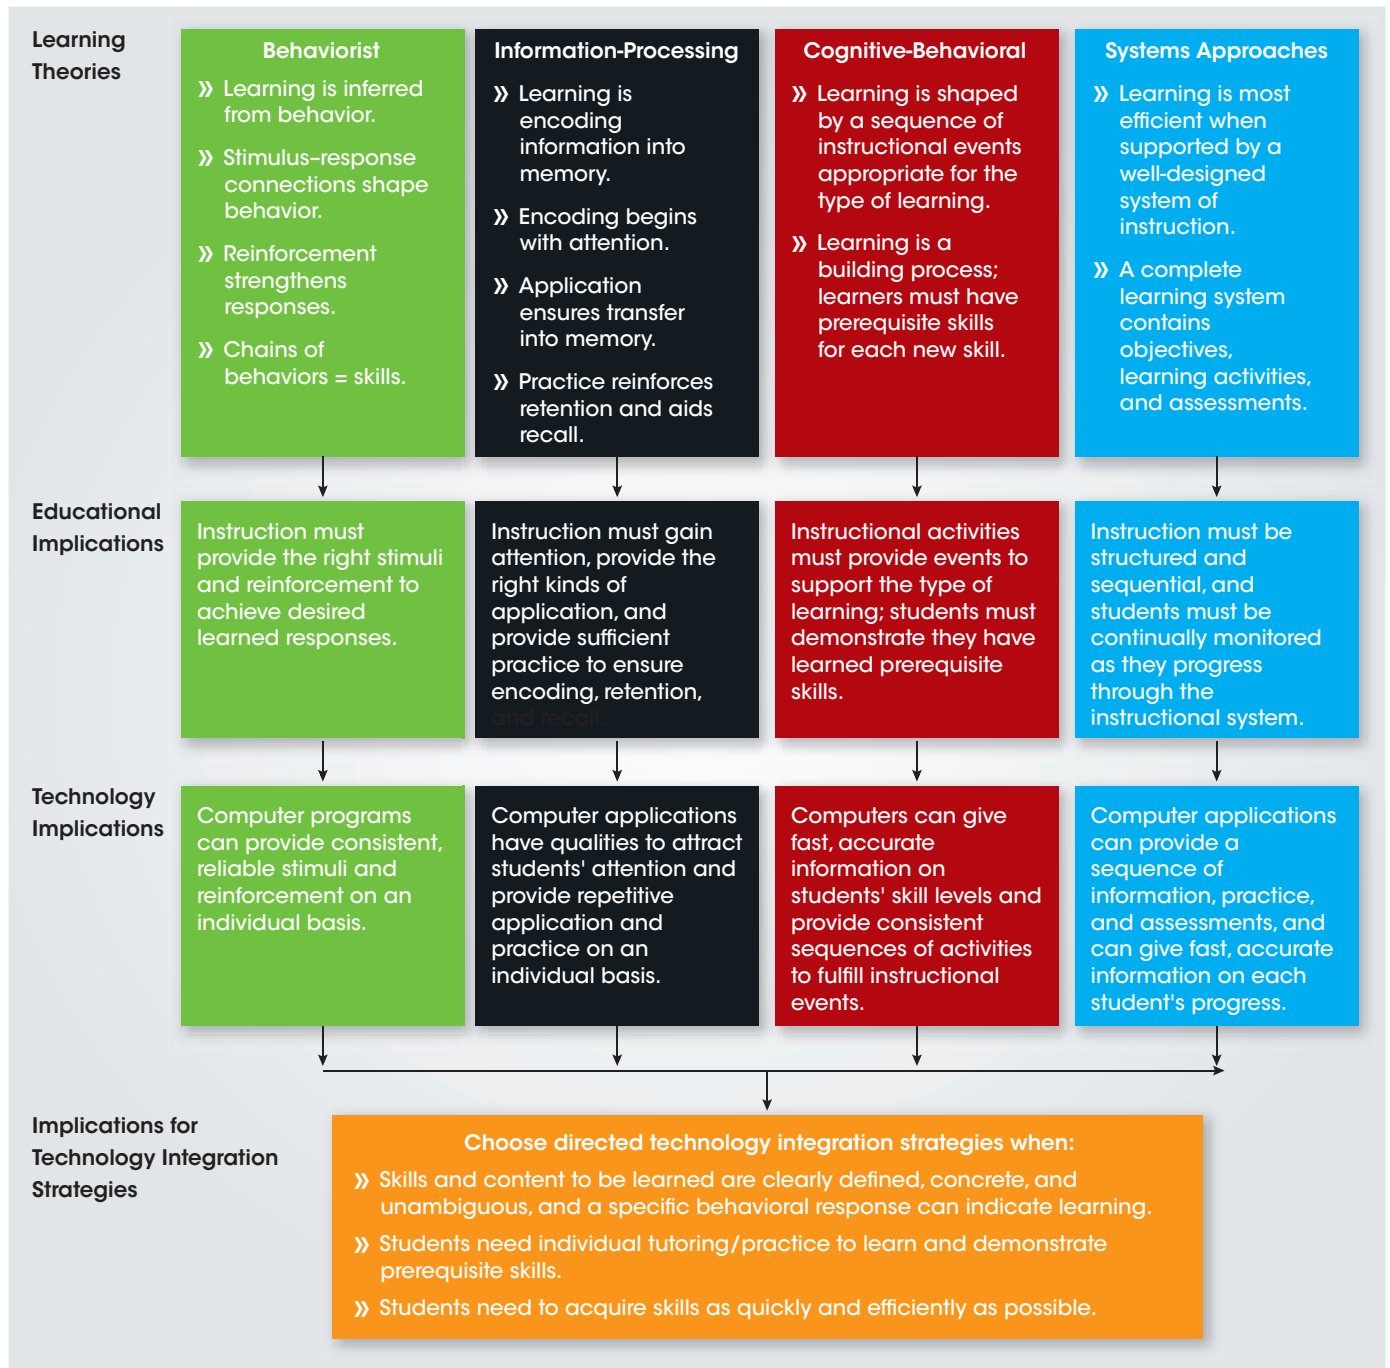 Learning
Theories
Behaviorist
» Learning is inferred
from behavior.
» Stimulus–response
connections shape
behavior.
» Reinforcement
strengthens
responses.
» Chains of
behaviors = skills.
Information-Processing
» Learning is
encoding
information into
memory.
» Encoding begins
with attention.
» Application
ensures transfer
into memory.
» Practice reinforces
retention and aids
recall.
Cognitive-Behavioral
» Learning is shaped
by a sequence of
instructional events
appropriate for the
type of learning.
» Learning is a
building process;
learners must have
prerequisite skills
for each new skill.
Systems Approaches
» Learning is most
efficient when
supported by a
well-designed
system of
instruction.
» A complete
learning system
contains
objectives,
learning activities,
and assessments.
Educational
Implications
Instruction must
provide the right stimuli
and reinforcement to
achieve desired
learned responses.
Instruction must gain
attention, provide the
right kinds of
application, and
provide sufficient
practice to ensure
encoding, retention,
and recall.
Instructional activities
must provide events to
support the type of
learning; students must
demonstrate they have
learned prerequisite
skills.
Instruction must be
structured and
sequential, and
students must be
continually monitored
as they progress
through the
instructional system.
Technology
Implications
Computer programs
can provide consistent,
reliable stimuli and
reinforcement on an
individual basis.
Computer applications
have qualities to attract
students' attention and
provide repetitive
application and
practice on an
individual basis.
Computers can give
fast, accurate
information on
students' skill levels and
provide consistent
sequences of activities
to fulfill instructional
events.
Computer applications
can provide a
sequence of
information, practice,
and assessments, and
can give fast, accurate
information on each
student's progress.
Implications for
Technology Integration
Strategies
Choose directed technology integration strategies when:
» Skills and content to be learned are clearly defined, concrete, and
unambiguous, and a specific behavioral response can indicate learning.
» Students need individual tutoring/practice to learn and demonstrate
prerequisite skills.
» Students need to acquire skills as quickly and efficiently as possible.